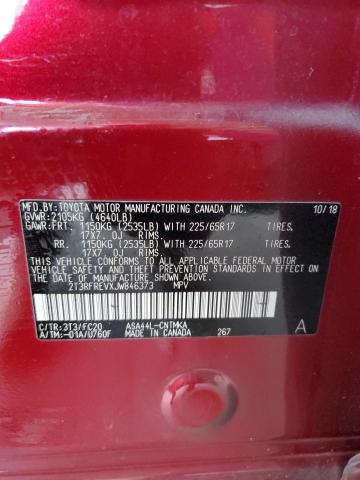 MFD.BY:TOYOTA MOTOR MANUFACTURING CANADA INC. 10/18
GVWR:2105KG (4640LB)
GAWR:FRT. 1150KG (2535LB) WITH 225/65R17 TIRES,
17X7.0J RIMS,
RR. 1150KG (2535LB) WITH 225/65R17 TIRES,
17X7.0J RIMS,
THIS VEHICLE CONFORMS TO ALL APPLICABLE FEDERAL MOTOR
VEHICLE SAFETY AND BUMPER STANDARDS IN EFFECT ON THE
DATE OF MANUFACTURE SHOWN ABOVE.
2T3RFREVXJW846373 MPV
C/TR:3T3/FC20 ASA44L-CNTMKA A
A/TM:-01A/U760F MADE IN CANADA 267